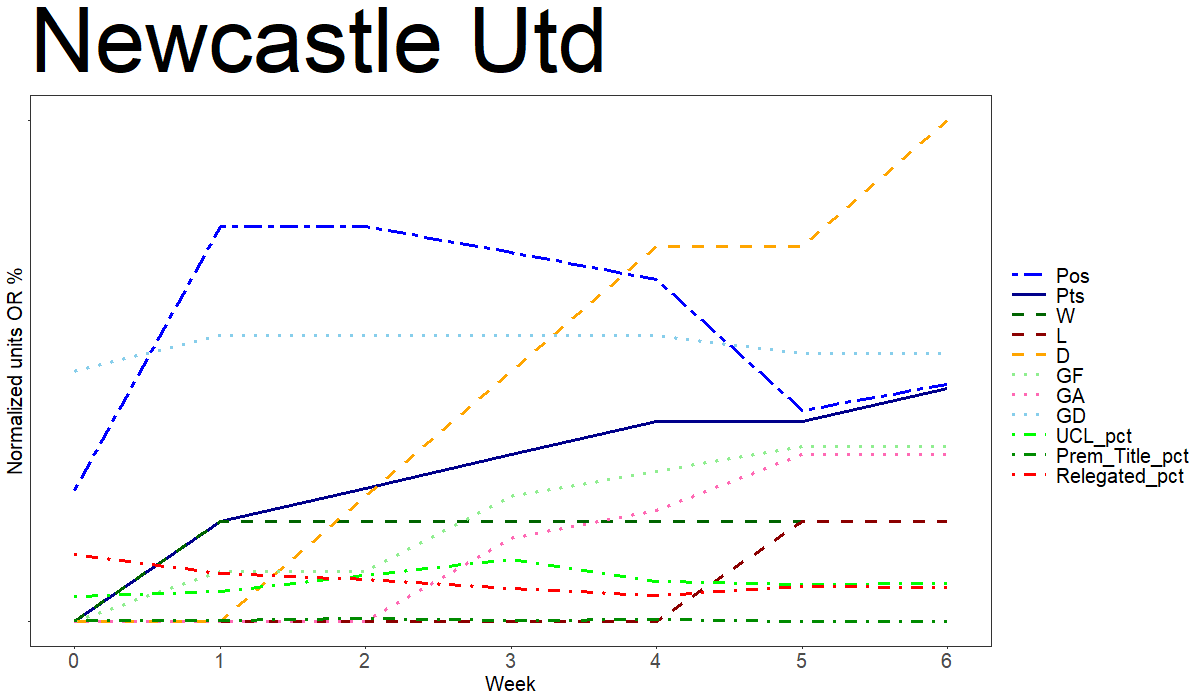 Newcastle Utd
Normalized units OR %
0 1 2 3 4 5 6
Week
Pos
Pts
W
L
D
GF
GA
GD
UCL_pct
Prem_Title_pct
Relegated_pct